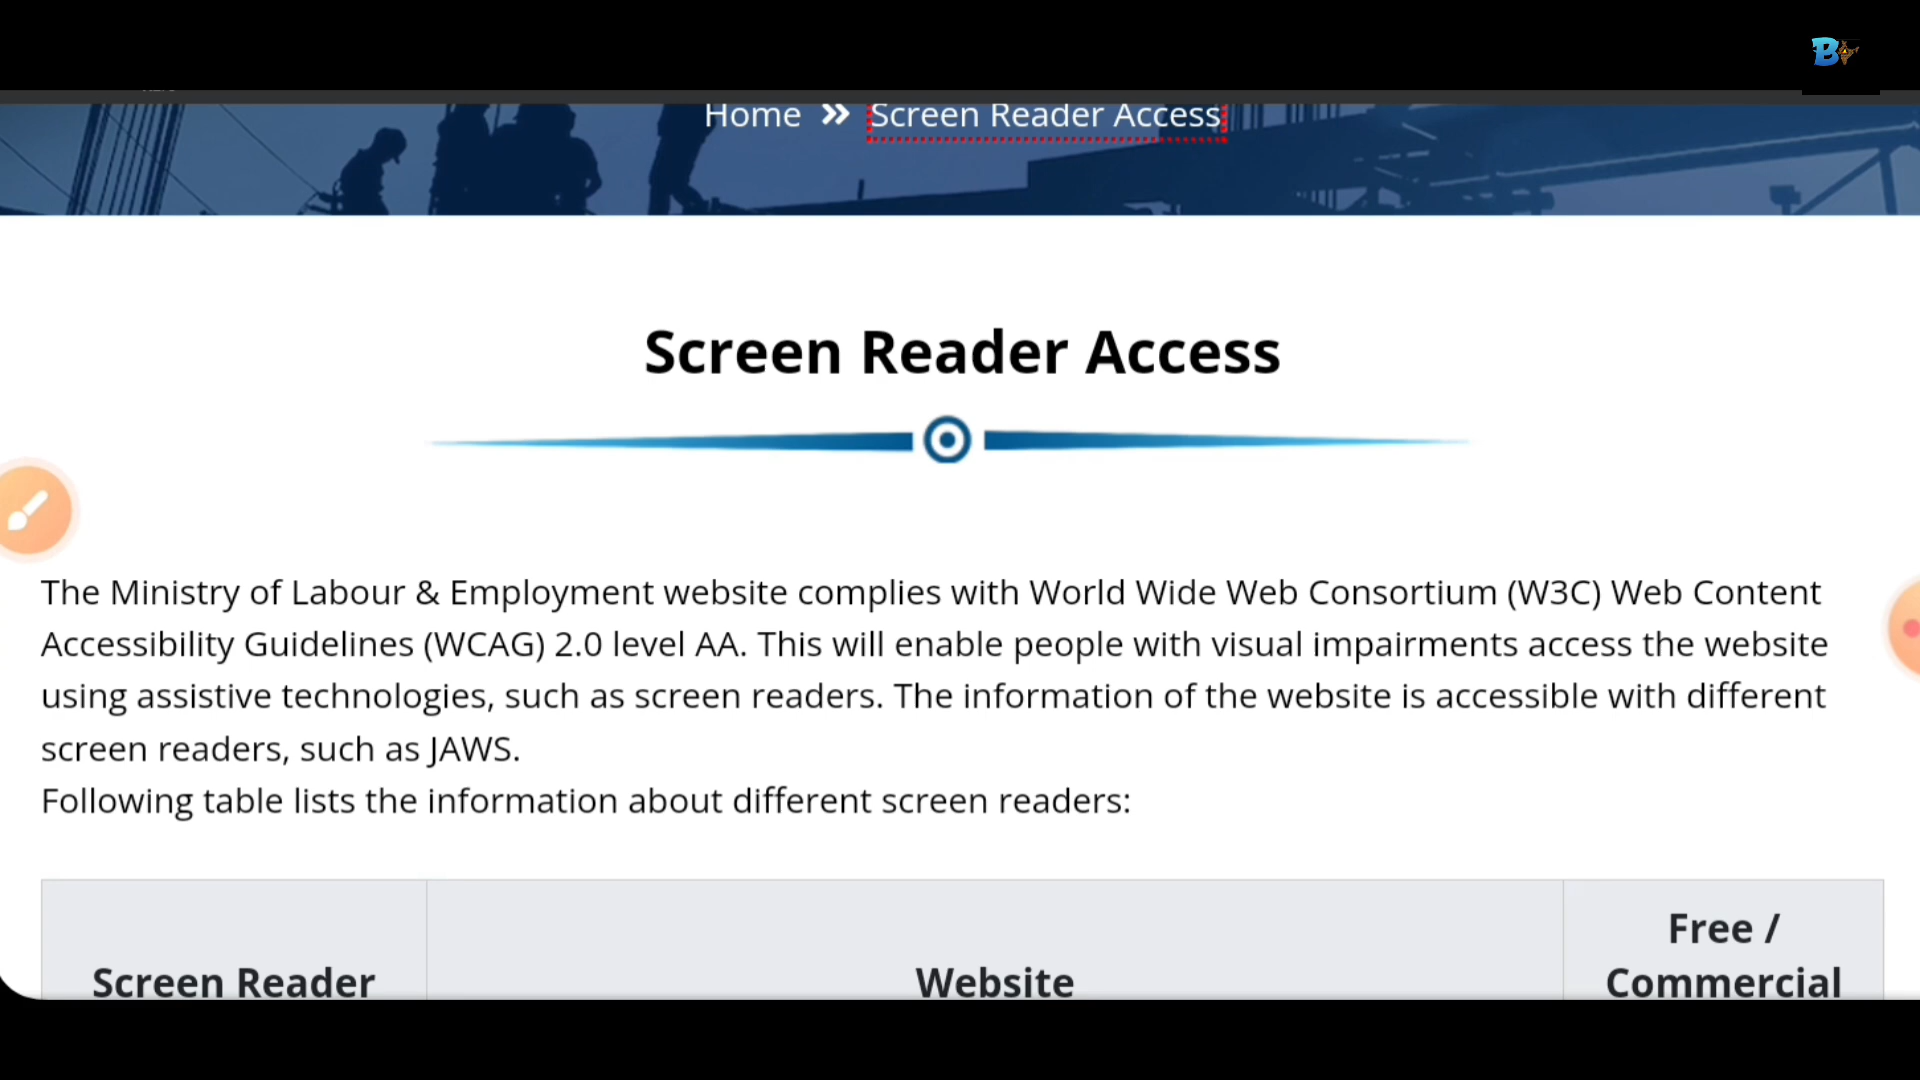 Home » Screen Reader Access
Screen Reader Access
The Ministry of Labour & Employment website complies with World Wide Web Consortium (W3C) Web Content
Accessibility Guidelines (WCAG) 2.0 level AA. This will enable people with visual impairments access the website
using assistive technologies, such as screen readers. The information of the website is accessible with different
screen readers, such as JAWS.
Following table lists the information about different screen readers:
Free /
Screen Reader Website Commercial